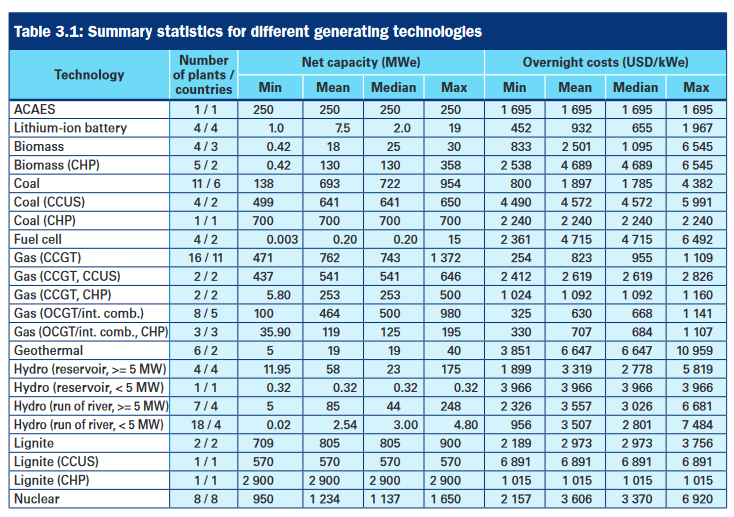 Table 3.1: Summary statistics for different generating technologies
Technology Number of plants / countries Net capacity (MWe) Overnight costs (USD/kWe)
Min Mean Median Max Min Mean Median Max
ACAES 1 / 1 250 250 250 250 1 695 1 695 1 695 1 695
Lithium-ion battery 4 / 4 1.0 7.5 2.0 19 452 932 655 1 967
Biomass 4 / 3 0.42 18 25 30 833 2 501 1 095 6 545
Biomass (CHP) 5 / 2 0.42 130 130 358 2 538 4 689 4 689 6 545
Coal 11 / 6 138 693 722 954 800 1 897 1 785 4 382
Coal (CCUS) 4 / 2 499 641 641 650 4 490 4 572 4 572 5 991
Coal (CHP) 1 / 1 700 700 700 700 2 240 2 240 2 240 2 240
Fuel cell 4 / 2 0.003 0.20 0.20 15 2 361 4 715 4 715 6 492
Gas (CCGT) 16 / 11 471 762 743 1 372 254 823 955 1 109
Gas (CCGT, CCUS) 2 / 2 437 541 541 646 2 412 2 619 2 619 2 826
Gas (CCGT, CHP) 2 / 2 5.80 253 253 500 1 024 1 092 1 092 1 160
Gas (OCGT/int. comb.) 8 / 5 100 464 500 980 325 630 668 1 141
Gas (OCGT/int. comb., CHP) 3 / 3 35.90 119 125 195 330 707 684 1 107
Geothermal 6 / 2 5 19 19 40 3 851 6 647 6 647 10 959
Hydro (reservoir, >= 5 MW) 4 / 4 11.95 58 23 175 1 899 3 319 2 778 5 819
Hydro (reservoir, < 5 MW) 1 / 1 0.32 0.32 0.32 0.32 3 966 3 966 3 966 3 966
Hydro (run of river, >= 5 MW) 7 / 4 5 85 44 248 2 326 3 557 3 026 6 681
Hydro (run of river, < 5 MW) 18 / 4 0.02 2.54 3.00 4.80 956 3 507 2 801 7 484
Lignite 2 / 2 709 805 805 900 2 189 2 973 2 973 3 756
Lignite (CCUS) 1 / 1 570 570 570 570 6 891 6 891 6 891 6 891
Lignite (CHP) 1 / 1 2 900 2 900 2 900 2 900 1 015 1 015 1 015 1 015
Nuclear 8 / 8 950 1 234 1 137 1 650 2 157 3 606 3 370 6 920